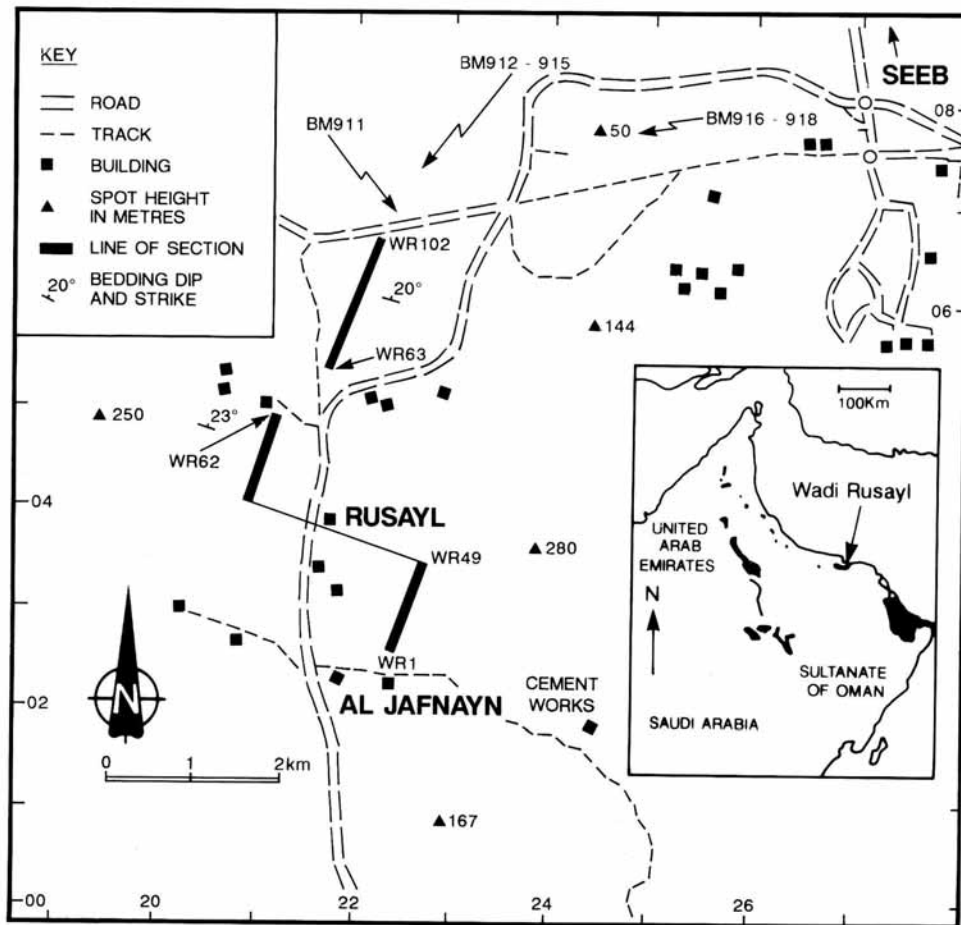 KEY
ROAD
TRACK
BUILDING
SPOT HEIGHT
IN METRES
LINE OF SECTION
20°
BEDDING DIP
AND STRIKE
BM912 - 915
BM911
SEEB
50
BM916 - 918
08
WR102
20°
WR63
144
06
250
23°
WR62
04
RUSAYL
WR49
280
WR1
AL JAFNAYN
CEMENT
WORKS
02
N
0 1 2km
167
00
20 22 24 26
100Km
Wadi Rusayl
UNITED
ARAB
EMIRATES
N
SULTANATE
OF OMAN
SAUDI ARABIA